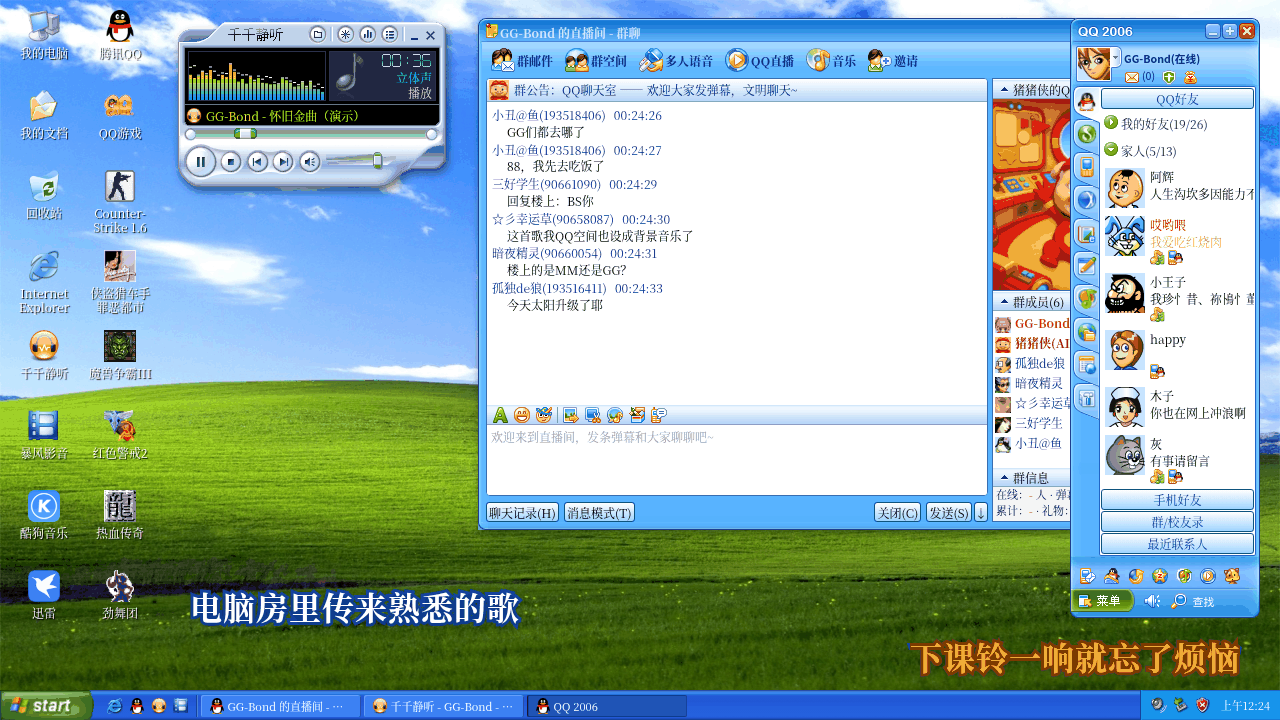 我的电脑
腾讯QQ
我的文档
QQ游戏
回收站
Counter-
Strike 1.6
Internet
Explorer
侠盗猎车手
罪恶都市
千千静听
魔兽争霸III
暴风影音
红色警戒2
酷狗音乐
热血传奇
迅雷
劲舞团
千千静听
00:36
立体声
播放
GG-Bond - 怀旧金曲（演示）
GG-Bond 的直播间 - 群聊
群邮件
群空间
多人语音
QQ直播
音乐
邀请
群公告: QQ聊天室 —— 欢迎大家发弹幕，文明聊天~
小丑@鱼(193518406) 00:24:26
GG们都去哪了
小丑@鱼(193518406) 00:24:27
88，我先去吃饭了
三好学生(90661090) 00:24:29
回复楼上：BS你
☆彡幸运草(90658087) 00:24:30
这首歌我QQ空间也设成背景音乐了
暗夜精灵(90660054) 00:24:31
楼上的是MM还是GG?
孤独de狼(193516411) 00:24:33
今天太阳升级了耶
欢迎来到直播间，发条弹幕和大家聊聊吧~
聊天记录(H)
消息模式(T)
关闭(C)
发送(S)
↓
猪猪侠的Q
群成员(6)
GG-Bond
猪猪侠(AI
孤独de狼
暗夜精灵
☆彡幸运草
三好学生
小丑@鱼
群信息
在线: - 人 · 弹幕
累计: - · 礼物:
QQ 2006
GG-Bond(在线)
(0)
QQ好友
我的好友(19/26)
家人(5/13)
阿辉
人生沟坎多因能力不
哎哟喂
我爱吃红烧肉
小王子
happy
木子
你也在网上冲浪啊
灰
有事请留言
手机好友
群/校友录
最近联系人
菜单
查找
电脑房里传来熟悉的歌
下课铃一响就忘了烦恼
start
GG-Bond 的直播间 - ···
千千静听 - GG-Bond - ···
QQ 2006
上午12:24